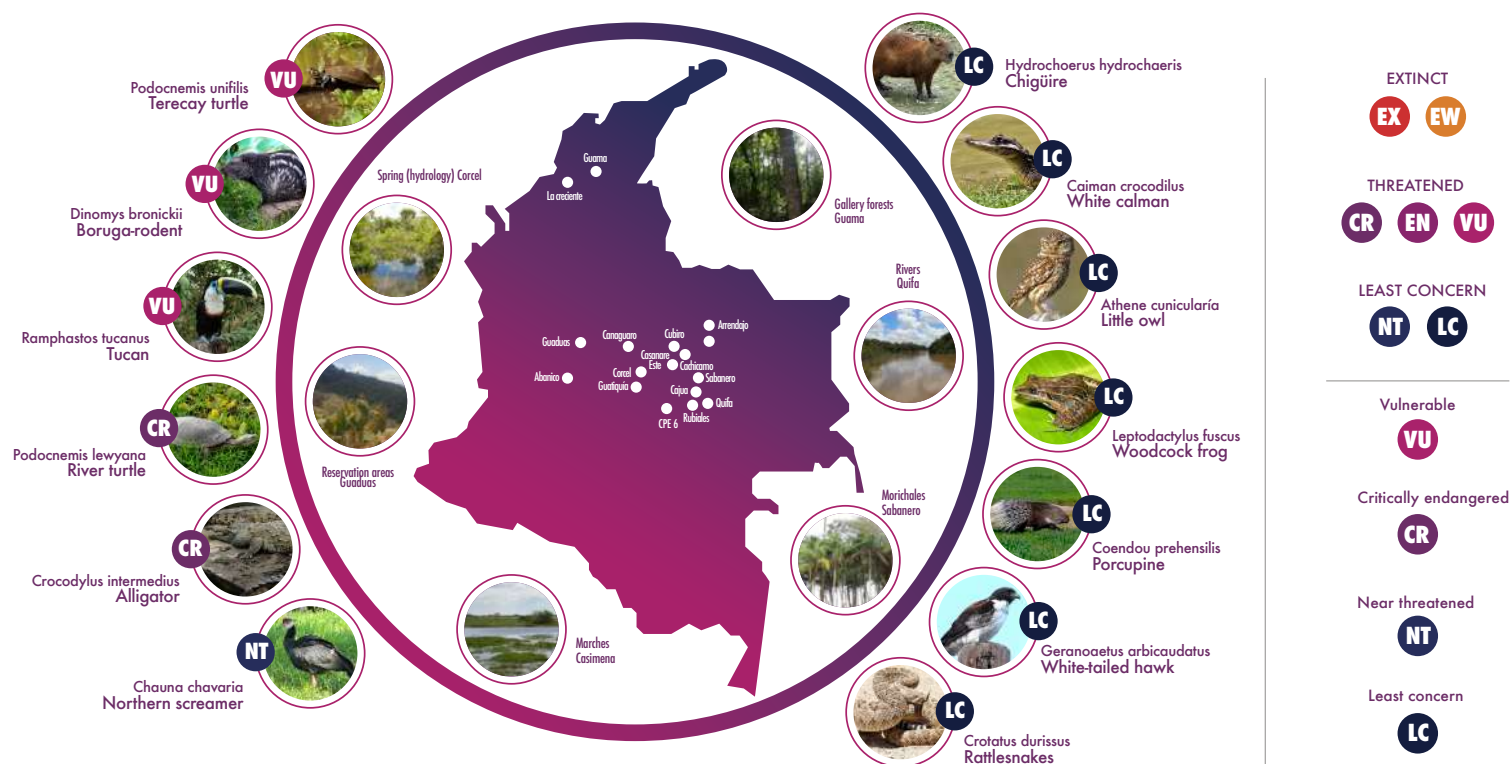 VU
Podocnemis unifilis
Terecay turtle
VU
Dinomys bronickii
Boruga-rodent
VU
Ramphastos tucanus
Tucan
CR
Podocnemis lewyana
River turtle
CR
Crocodylus intermedius
Alligator
NT
Chauna chavaria
Northern screamer
Spring (hydrology) Corcel
Reservation areas
Guaduas
Marches
Casimena
Gallery forests
Guama
Rivers
Quifa
Morichales
Sabanero
Guama
La creciente
Arrendajo
Guaduas
Canaguaro
Cubiro
Casanare
Este
Cachicamo
Abanico
Corcel
Guatiquía
Sabanero
Cajua
Quifa
Rubiales
CPE 6
LC
Hydrochoerus hydrochaeris
Chigüire
LC
Caiman crocodilus
White calman
LC
Athene cunicularía
Little owl
LC
Leptodactylus fuscus
Woodcock frog
LC
Coendou prehensilis
Porcupine
LC
Geranoaetus arbicaudatus
White-tailed hawk
LC
Crotatus durissus
Rattlesnakes
EXTINCT
EX EW
THREATENED
CR EN VU
LEAST CONCERN
NT LC
Vulnerable
VU
Critically endangered
CR
Near threatened
NT
Least concern
LC